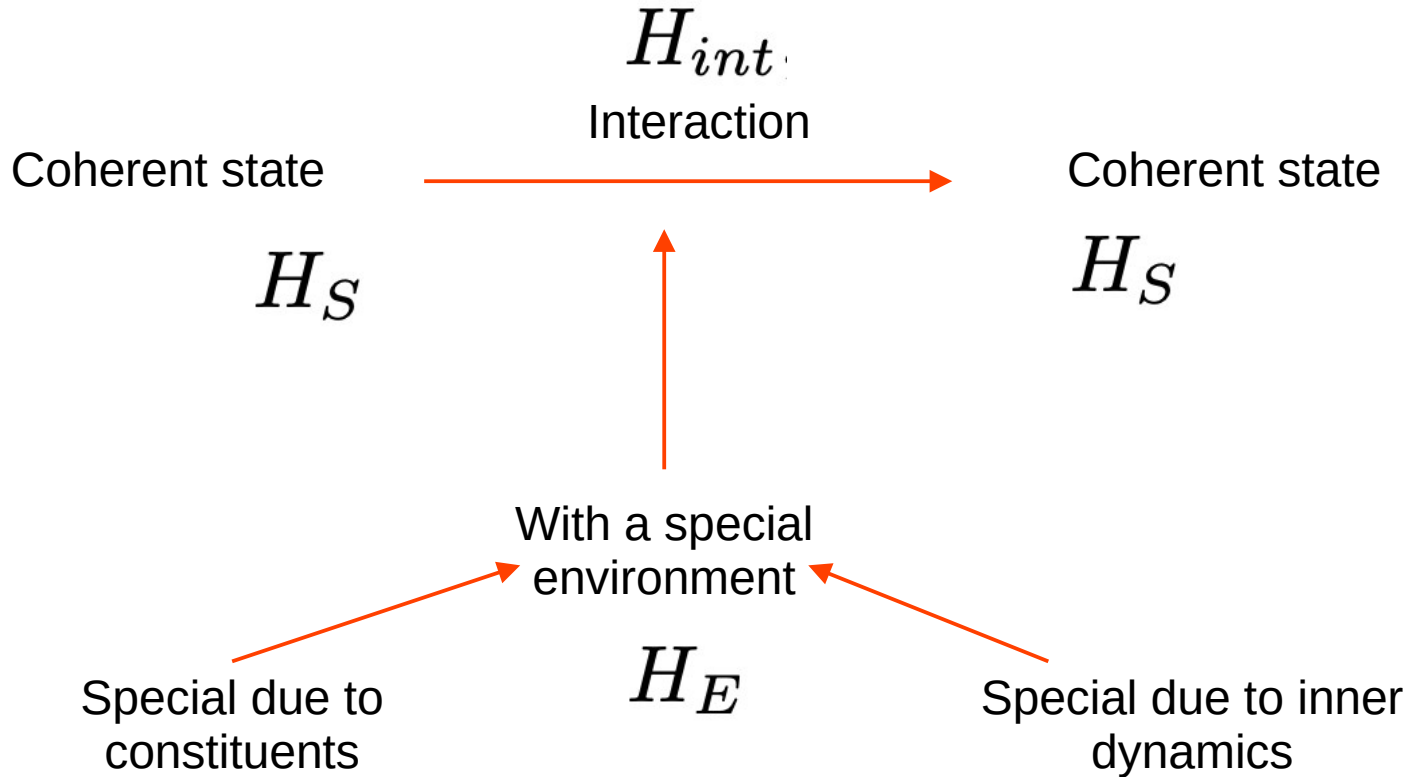 H_{int}
Interaction
Coherent state
Coherent state
H_S
H_S
With a special
environment
H_E
Special due to
constituents
Special due to inner
dynamics